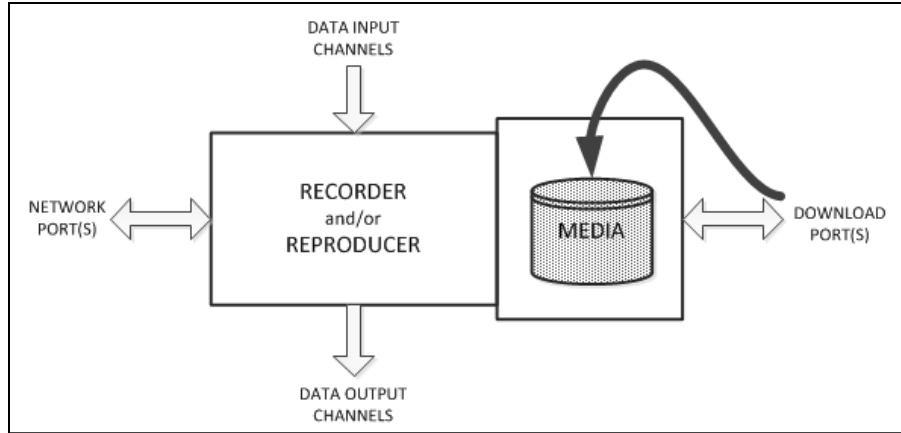 DATA INPUT
CHANNELS
RECORDER
and/or
REPRODUCER
MEDIA
NETWORK
PORT(S)
DOWNLOAD
PORT(S)
DATA OUTPUT
CHANNELS